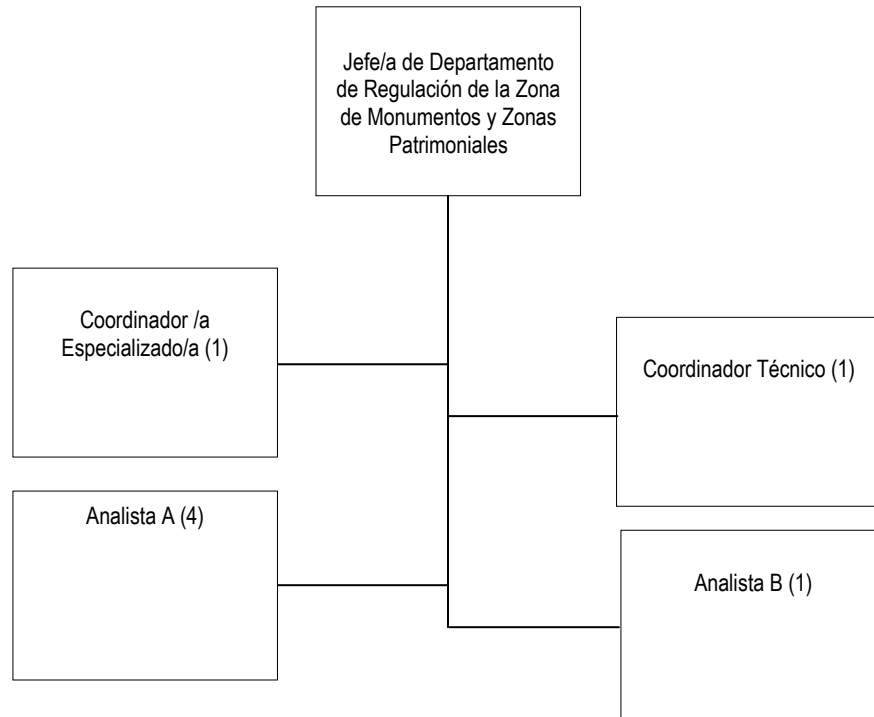 Jefe/a de Departamento
de Regulación de la Zona
de Monumentos y Zonas
Patrimoniales
Coordinador /a
Especializado/a (1)
Coordinador Técnico (1)
Analista A (4)
Analista B (1)